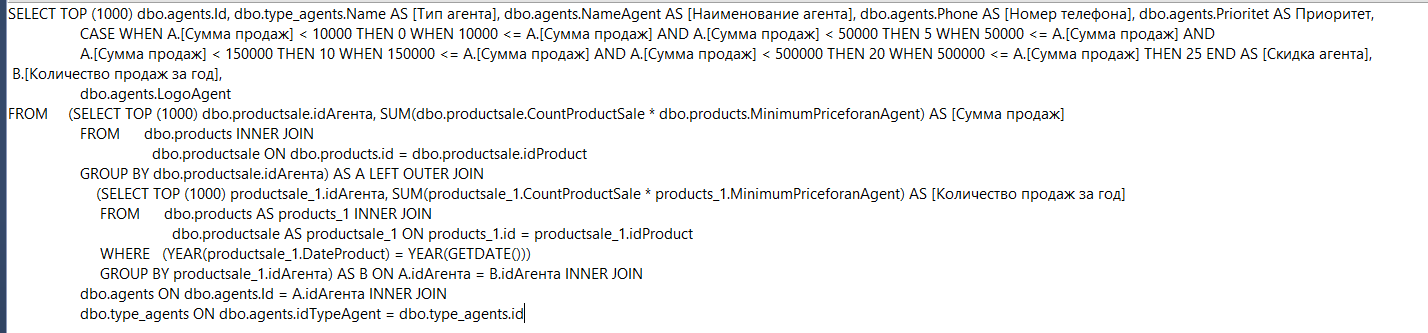 SELECT TOP (1000) dbo.agents.Id, dbo.type_agents.Name AS [Тип агента], dbo.agents.NameAgent AS [Наименование агента], dbo.agents.Phone AS [Номер телефона], dbo.agents.Prioritet AS Приоритет,
CASE WHEN A.[Сумма продаж] < 10000 THEN 0 WHEN 10000 <= A.[Сумма продаж] AND A.[Сумма продаж] < 50000 THEN 5 WHEN 50000 <= A.[Сумма продаж] AND
A.[Сумма продаж] < 150000 THEN 10 WHEN 150000 <= A.[Сумма продаж] AND A.[Сумма продаж] < 500000 THEN 20 WHEN 500000 <= A.[Сумма продаж] THEN 25 END AS [Скидка агента],
B.[Количество продаж за год],
dbo.agents.LogoAgent
FROM (SELECT TOP (1000) dbo.productsale.idАгента, SUM(dbo.productsale.CountProductSale * dbo.products.MinimumPriceforanAgent) AS [Сумма продаж]
FROM dbo.products INNER JOIN
dbo.productsale ON dbo.products.id = dbo.productsale.idProduct
GROUP BY dbo.productsale.idАгента) AS A LEFT OUTER JOIN
(SELECT TOP (1000) productsale_1.idАгента, SUM(productsale_1.CountProductSale * products_1.MinimumPriceforanAgent) AS [Количество продаж за год]
FROM dbo.products AS products_1 INNER JOIN
dbo.productsale AS productsale_1 ON products_1.id = productsale_1.idProduct
WHERE (YEAR(productsale_1.DateProduct) = YEAR(GETDATE()))
GROUP BY productsale_1.idАгента) AS B ON A.idАгента = B.idАгента INNER JOIN
dbo.agents ON dbo.agents.Id = A.idАгента INNER JOIN
dbo.type_agents ON dbo.agents.idTypeAgent = dbo.type_agents.id